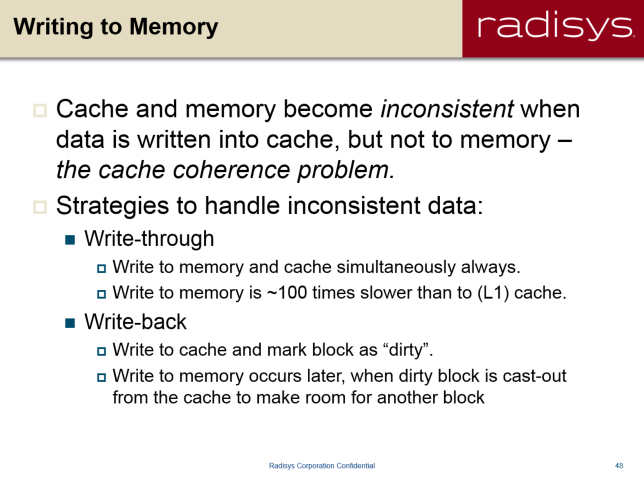 Writing to Memory
radisys.
Cache and memory become inconsistent when
data is written into cache, but not to memory –
the cache coherence problem.
Strategies to handle inconsistent data:
Write-through
Write to memory and cache simultaneously always.
Write to memory is ~100 times slower than to (L1) cache.
Write-back
Write to cache and mark block as “dirty”.
Write to memory occurs later, when dirty block is cast-out
from the cache to make room for another block
Radisys Corporation Confidential
48